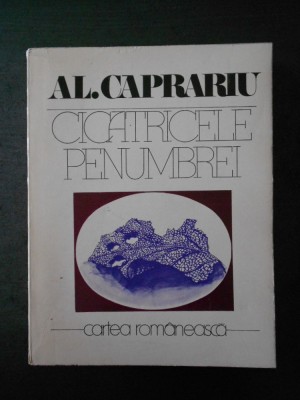 AL.CAPRARIU
CICATRICELE
PENUMBREI
cartea românească